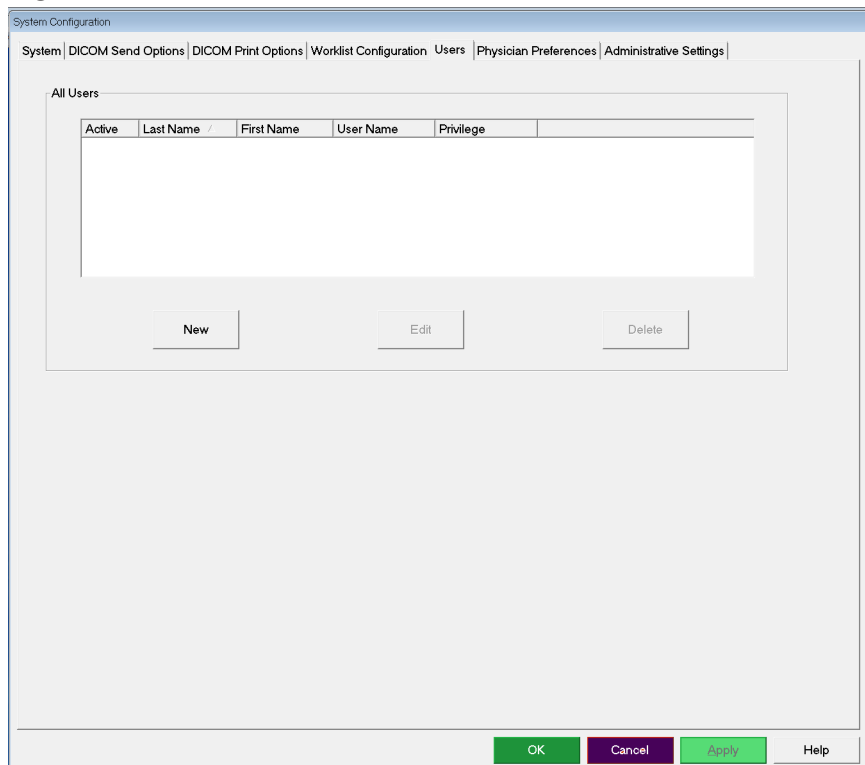 System Configuration
System DICOM Send Options DICOM Print Options Worklist Configuration Users Physician Preferences Administrative Settings
All Users
Active Last Name First Name User Name Privilege
New Edit Delete
OK Cancel Apply Help